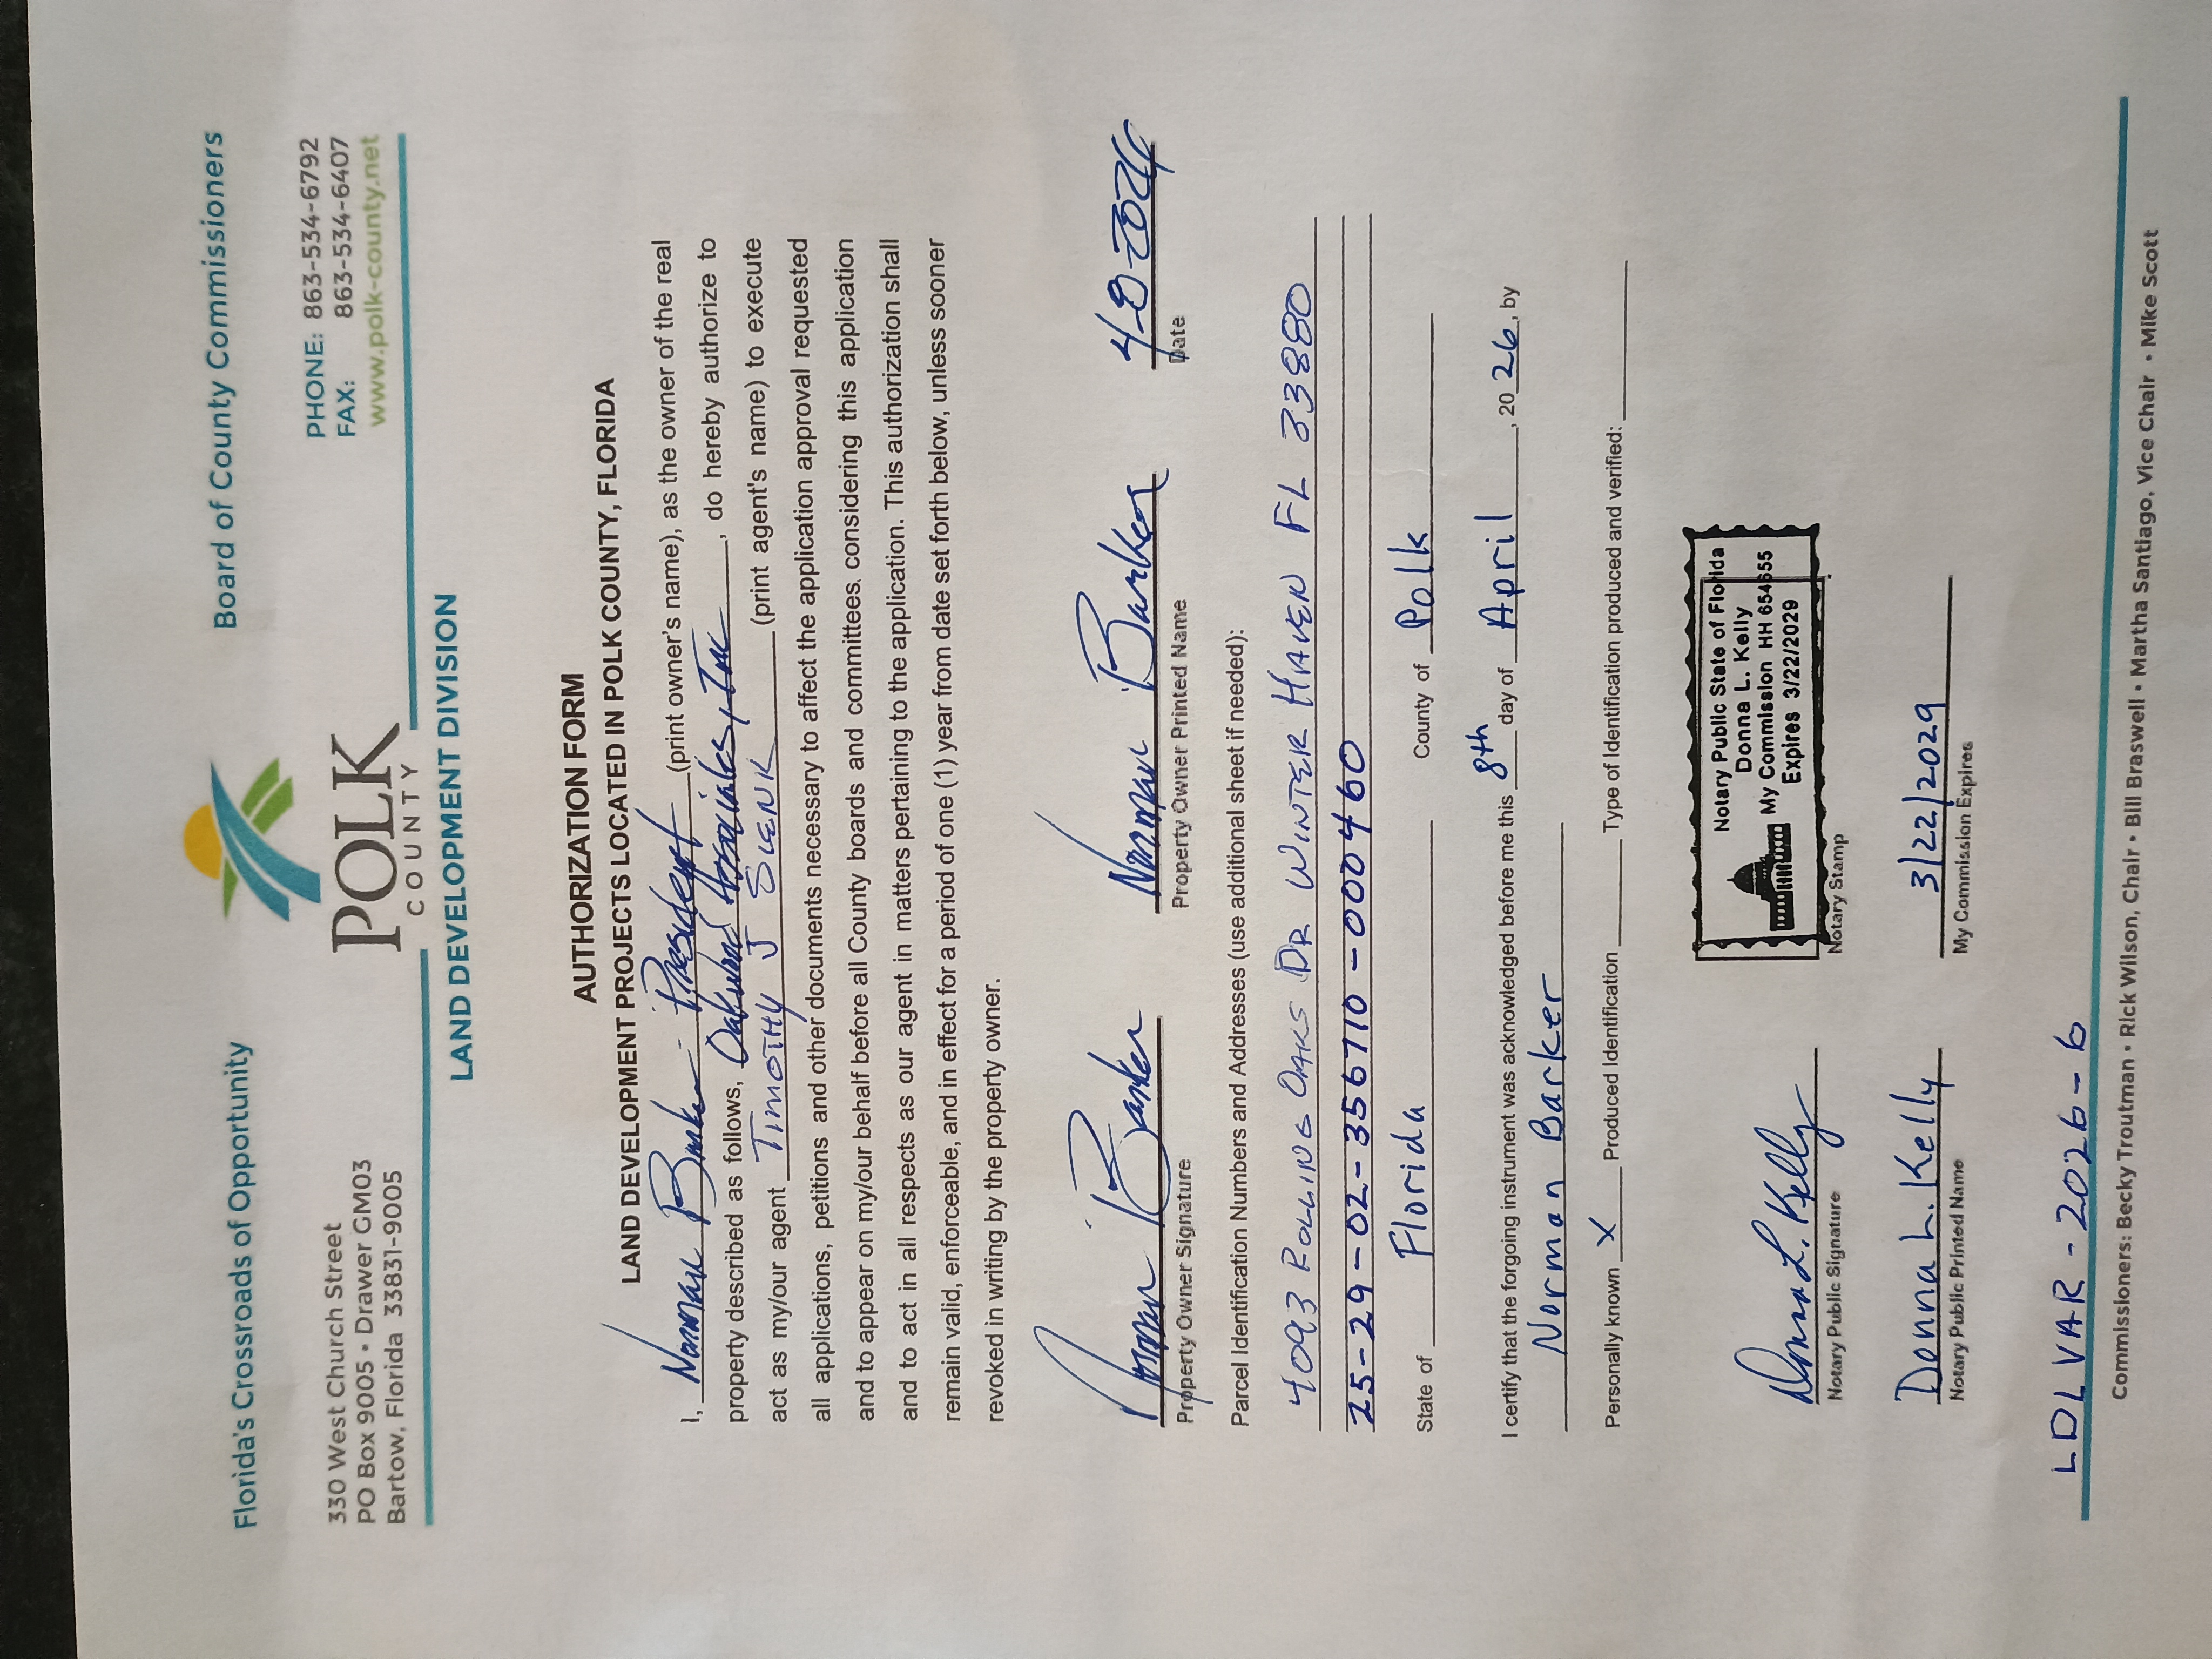 Florida's Crossroads of Opportunity
Board of County Commissioners
330 West Church Street
PO Box 9005 • Drawer GM03
Bartow, Florida 33831-9005
POLK
COUNTY
PHONE: 863-534-6792
FAX: 863-534-6407
www.polk-county.net
LAND DEVELOPMENT DIVISION
AUTHORIZATION FORM
LAND DEVELOPMENT PROJECTS LOCATED IN POLK COUNTY, FLORIDA
I, Norman Barker - President (print owner's name), as the owner of the real
property described as follows, Associates, Inc, do hereby authorize to
act as my/our agent TIMOTHY J SLENK (print agent's name) to execute
all applications, petitions and other documents necessary to affect the application approval requested
and to appear on my/our behalf before all County boards and committees considering this application
and to act in all respects as our agent in matters pertaining to the application. This authorization shall
remain valid, enforceable, and in effect for a period of one (1) year from date set forth below, unless sooner
revoked in writing by the property owner.
Norman Barker Norman Barker 4-8-2026
Property Owner Signature Property Owner Printed Name Date
Parcel Identification Numbers and Addresses (use additional sheet if needed):
4093 ROLLING OAKS DR WINTER HAVEN FL 33880
25-29-02-356710-000460
State of Florida County of Polk
I certify that the forgoing instrument was acknowledged before me this 8th day of April, 2026, by
Norman Barker
Personally known X Produced Identification Type of Identification produced and verified:
Notary Public State of Florida
Donna L. Kelly
My Commission HH 654655
Expires 3/22/2029
Donna L. Kelly
Notary Public Signature Notary Stamp
Donna L. Kelly 3/22/2029
Notary Public Printed Name My Commission Expires
LDLVAR-2026-6
Commissioners: Becky Troutman • Rick Wilson, Chair • Bill Braswell • Martha Santiago, Vice Chair • Mike Scott